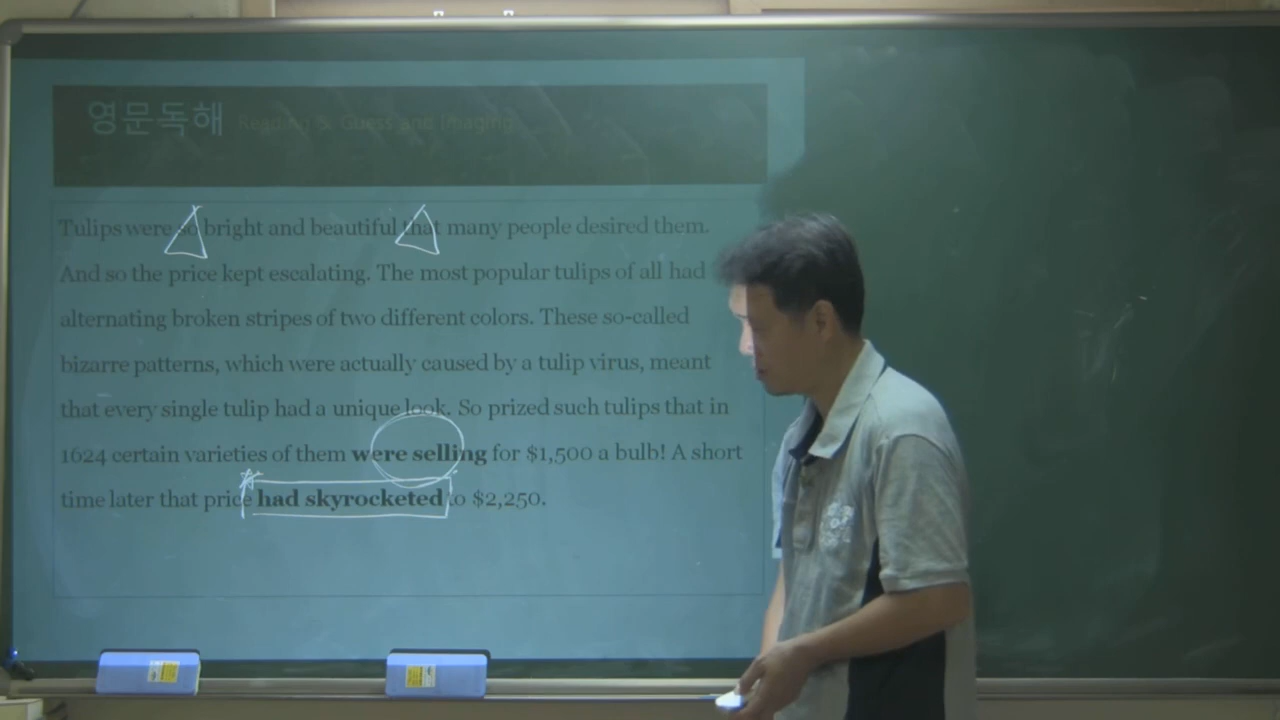 영문독해 Reading & Guess and Imaging
Tulips were so bright and beautiful that many people desired them.
And so the price kept escalating. The most popular tulips of all had
alternating broken stripes of two different colors. These so-called
bizarre patterns, which were actually caused by a tulip virus, meant
that every single tulip had a unique look. So prized such tulips that in
1624 certain varieties of them were selling for $1,500 a bulb! A short
time later that price had skyrocketed to $2,250.